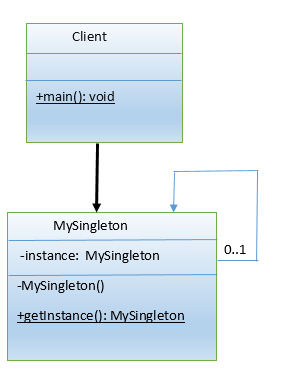 Client
+main(): void
MySingleton
-instance: MySingleton
0..1
-MySingleton()
+getInstance(): MySingleton